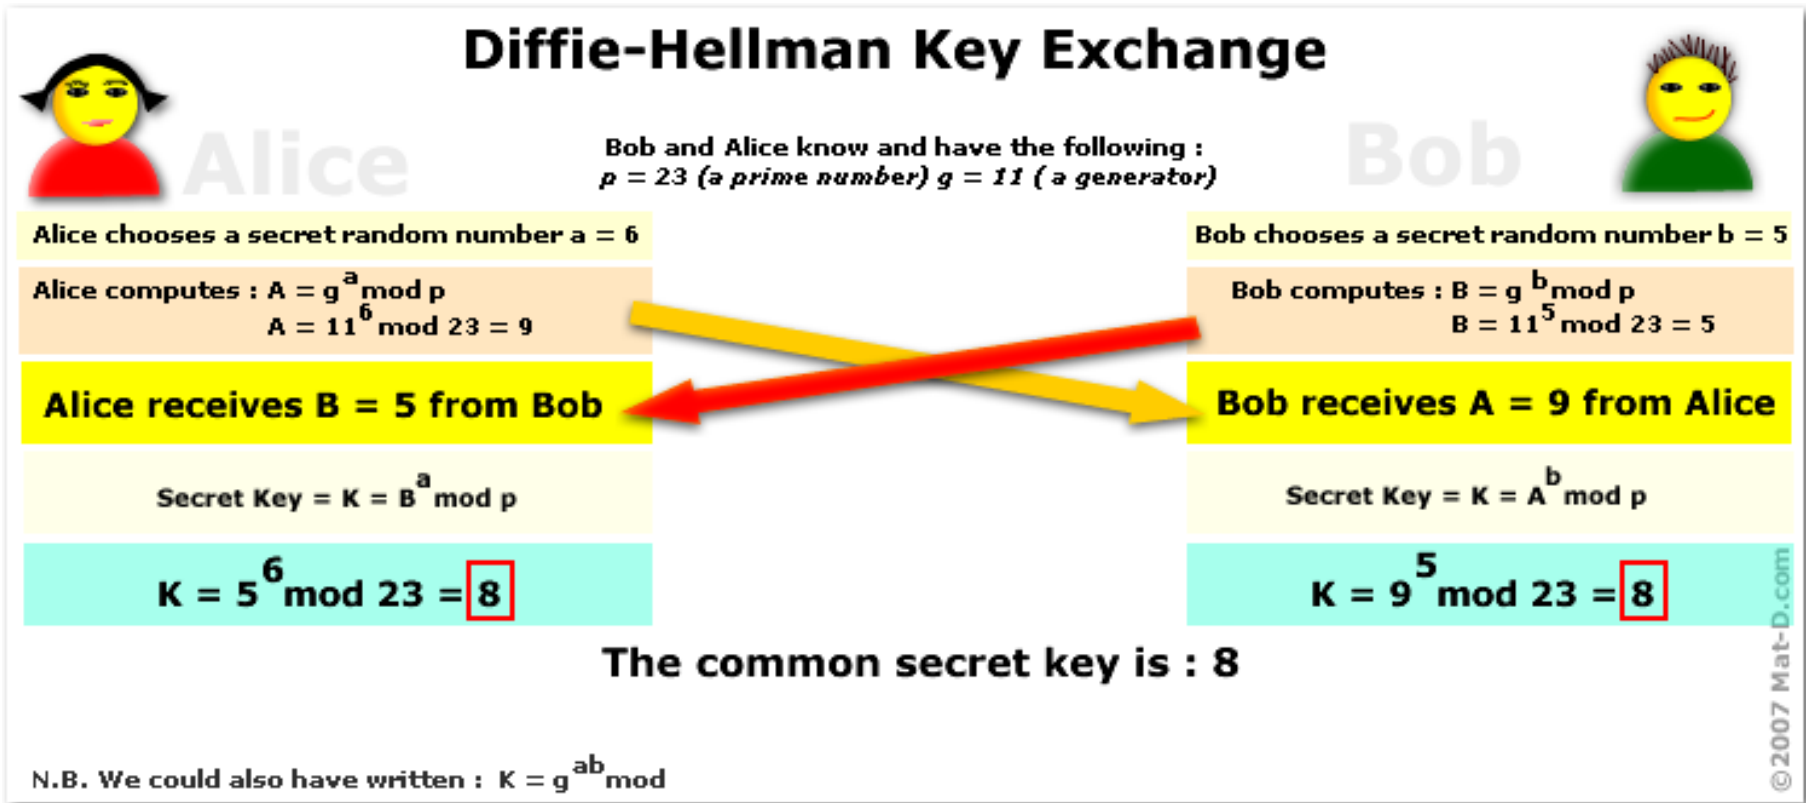 Diffie-Hellman Key Exchange
Alice
Bob
Bob and Alice know and have the following :
p = 23 (a prime number) g = 11 ( a generator)
Alice chooses a secret random number a = 6
Alice computes : A = g^a mod p
A = 11^6 mod 23 = 9
Alice receives B = 5 from Bob
Secret Key = K = B^a mod p
K = 5^6 mod 23 = 8
Bob chooses a secret random number b = 5
Bob computes : B = g^b mod p
B = 11^5 mod 23 = 5
Bob receives A = 9 from Alice
Secret Key = K = A^b mod p
K = 9^5 mod 23 = 8
The common secret key is : 8
N.B. We could also have written : K = g^ab mod
©2007 Mat-D.com